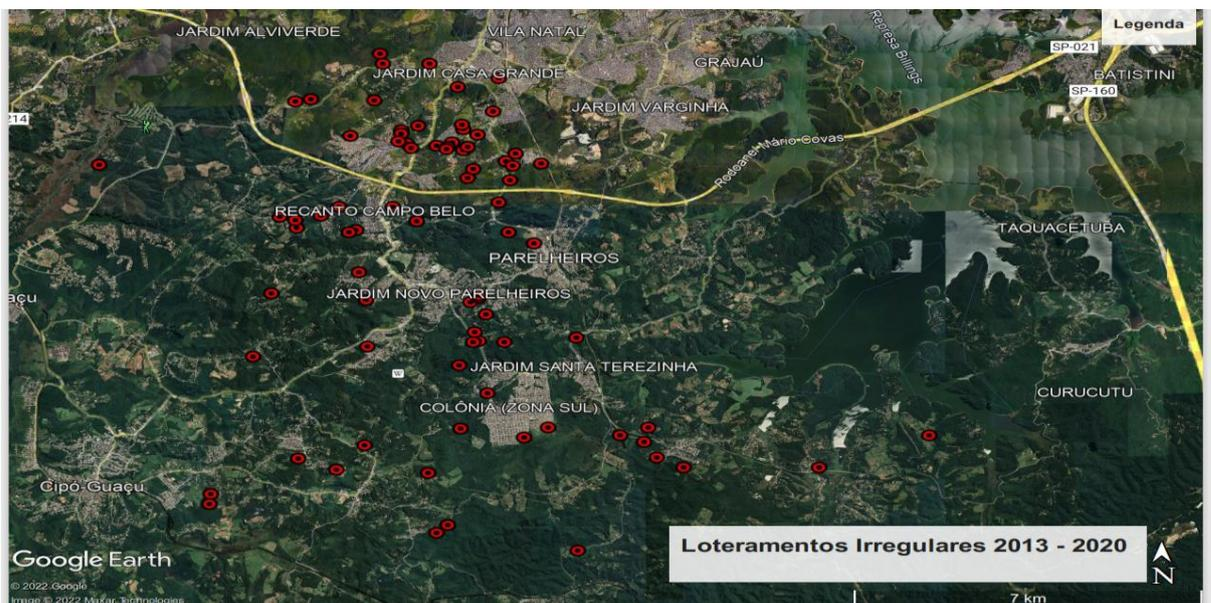 Legenda
JARDIM ALVIVERDE
VILA NATAL
Represa Billings
SP-021
GRAJAÚ
JARDIM CASA GRANDE
BATISTINI
SP-160
JARDIM VARGINHA
214
Rodoanel Mário Covas
RECANTO CAMPO BELO
TAQUACETUBA
PARELHEIROS
JARDIM NOVO PARELHEIROS
açu
JARDIM SANTA TEREZINHA
W
CURUCUTU
COLÔNIA (ZONA SUL)
Cipó-Guaçu
Loteramentos Irregulares 2013 - 2020
Google Earth
N
© 2022 Google
Image © 2022 Maxar Technologies
7 km